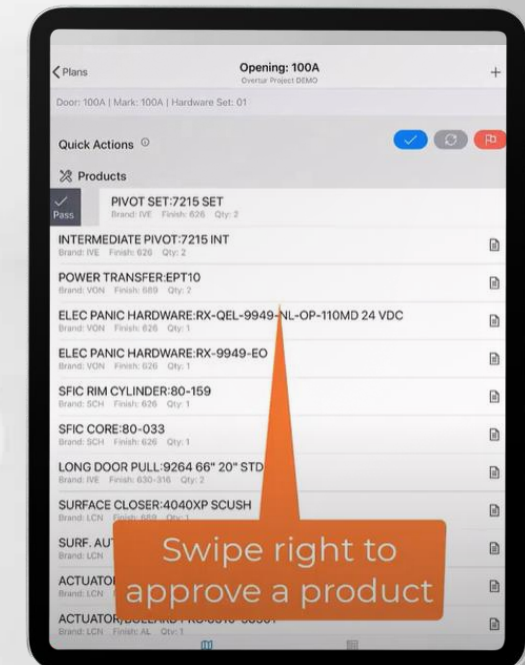 Plans
Opening: 100A
Overtur Project DEMO
Door: 100A | Mark: 100A | Hardware Set: 01
Quick Actions
Products
Pass
PIVOT SET:7215 SET
Brand: IVE Finish: 626 Qty: 2
INTERMEDIATE PIVOT:7215 INT
Brand: IVE Finish: 626 Qty: 2
POWER TRANSFER:EPT10
Brand: VON Finish: 689 Qty: 2
ELEC PANIC HARDWARE:RX-QEL-9949-NL-OP-110MD 24 VDC
Brand: VON Finish: 626 Qty: 1
ELEC PANIC HARDWARE:RX-9949-EO
Brand: VON Finish: 626 Qty: 1
SFIC RIM CYLINDER:80-159
Brand: SCH Finish: 626 Qty: 1
SFIC CORE:80-033
Brand: SCH Finish: 626 Qty: 1
LONG DOOR PULL:9264 66" 20" STD
Brand: IVE Finish: 630-316 Qty: 2
SURFACE CLOSER:4040XP SCUSH
Brand: LCN Finish: 689 Qty: 1
SURF.
Brand: LCN
Brand: LCN
Brand: LCN Finish: AL Qty: 1
Swipe right to
approve a product